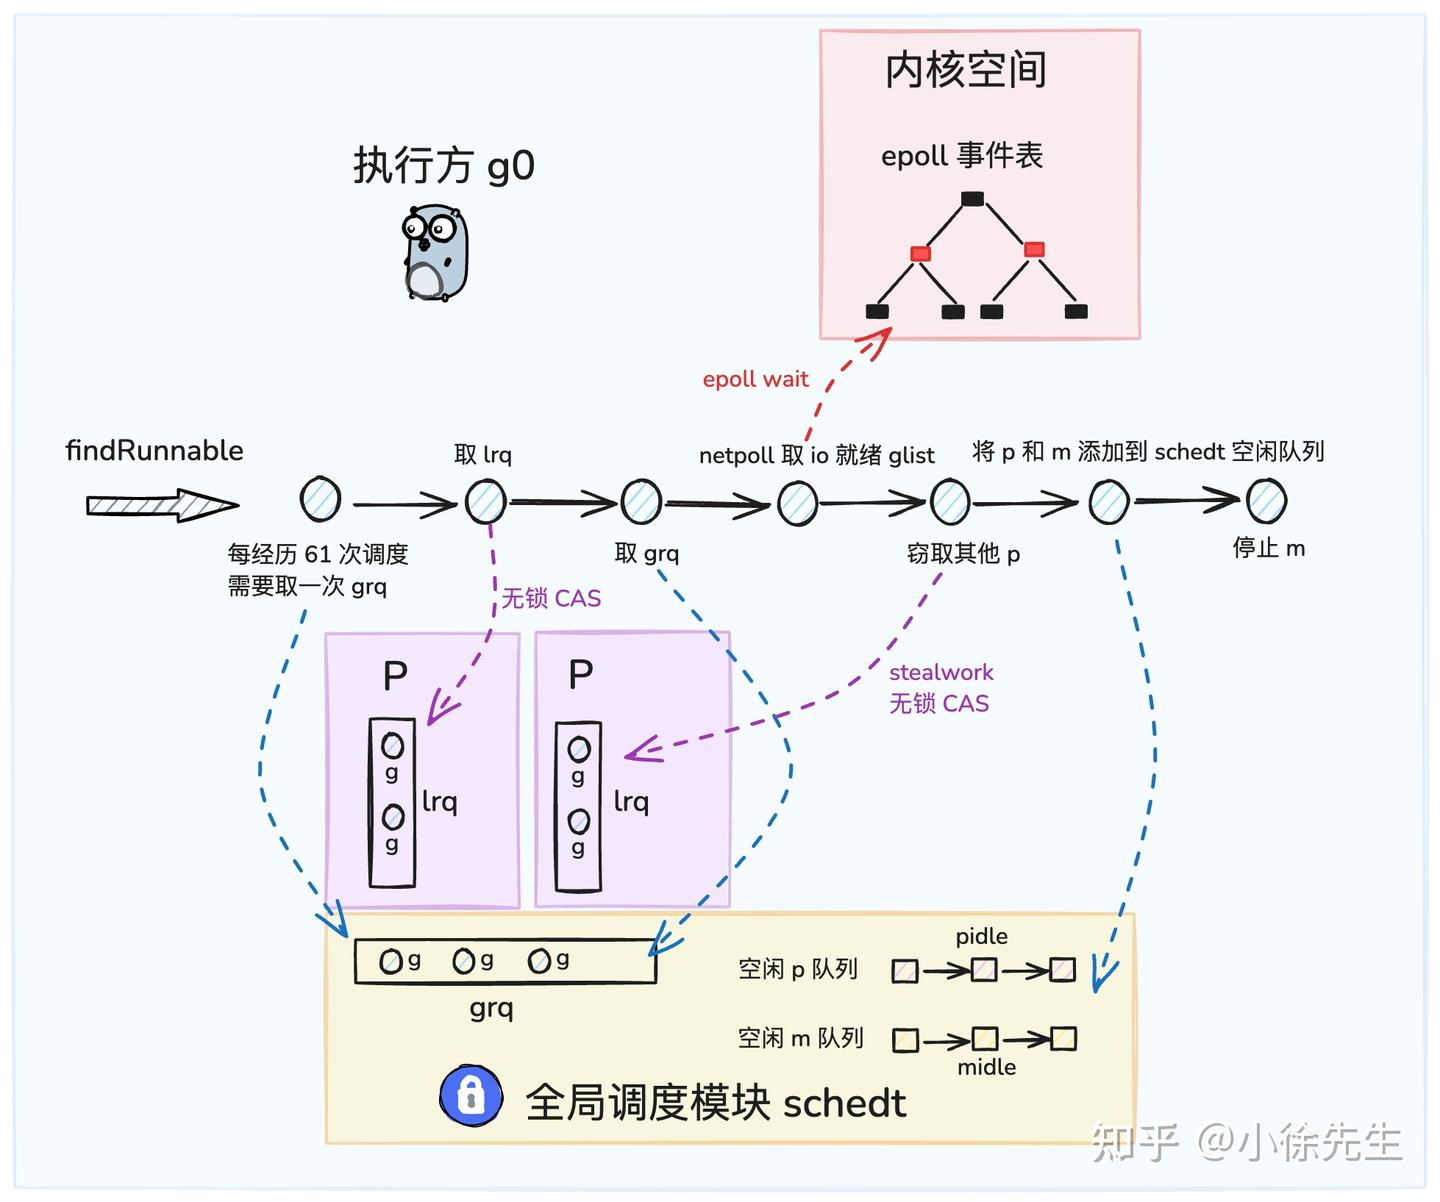 内核空间
epoll 事件表
执行方 g0
epoll wait
findRunnable
取 lrq
netpoll 取 io 就绪 glist
将 p 和 m 添加到 schedt 空闲队列
每经历 61 次调度
需要取一次 grq
取 grq
窃取其他 p
停止 m
无锁 CAS
P
P
stealwork
无锁 CAS
g
g
lrq
g
g
lrq
g
g
g
grq
pidle
空闲 p 队列
空闲 m 队列
midle
全局调度模块 schedt
知乎 @小徐先生